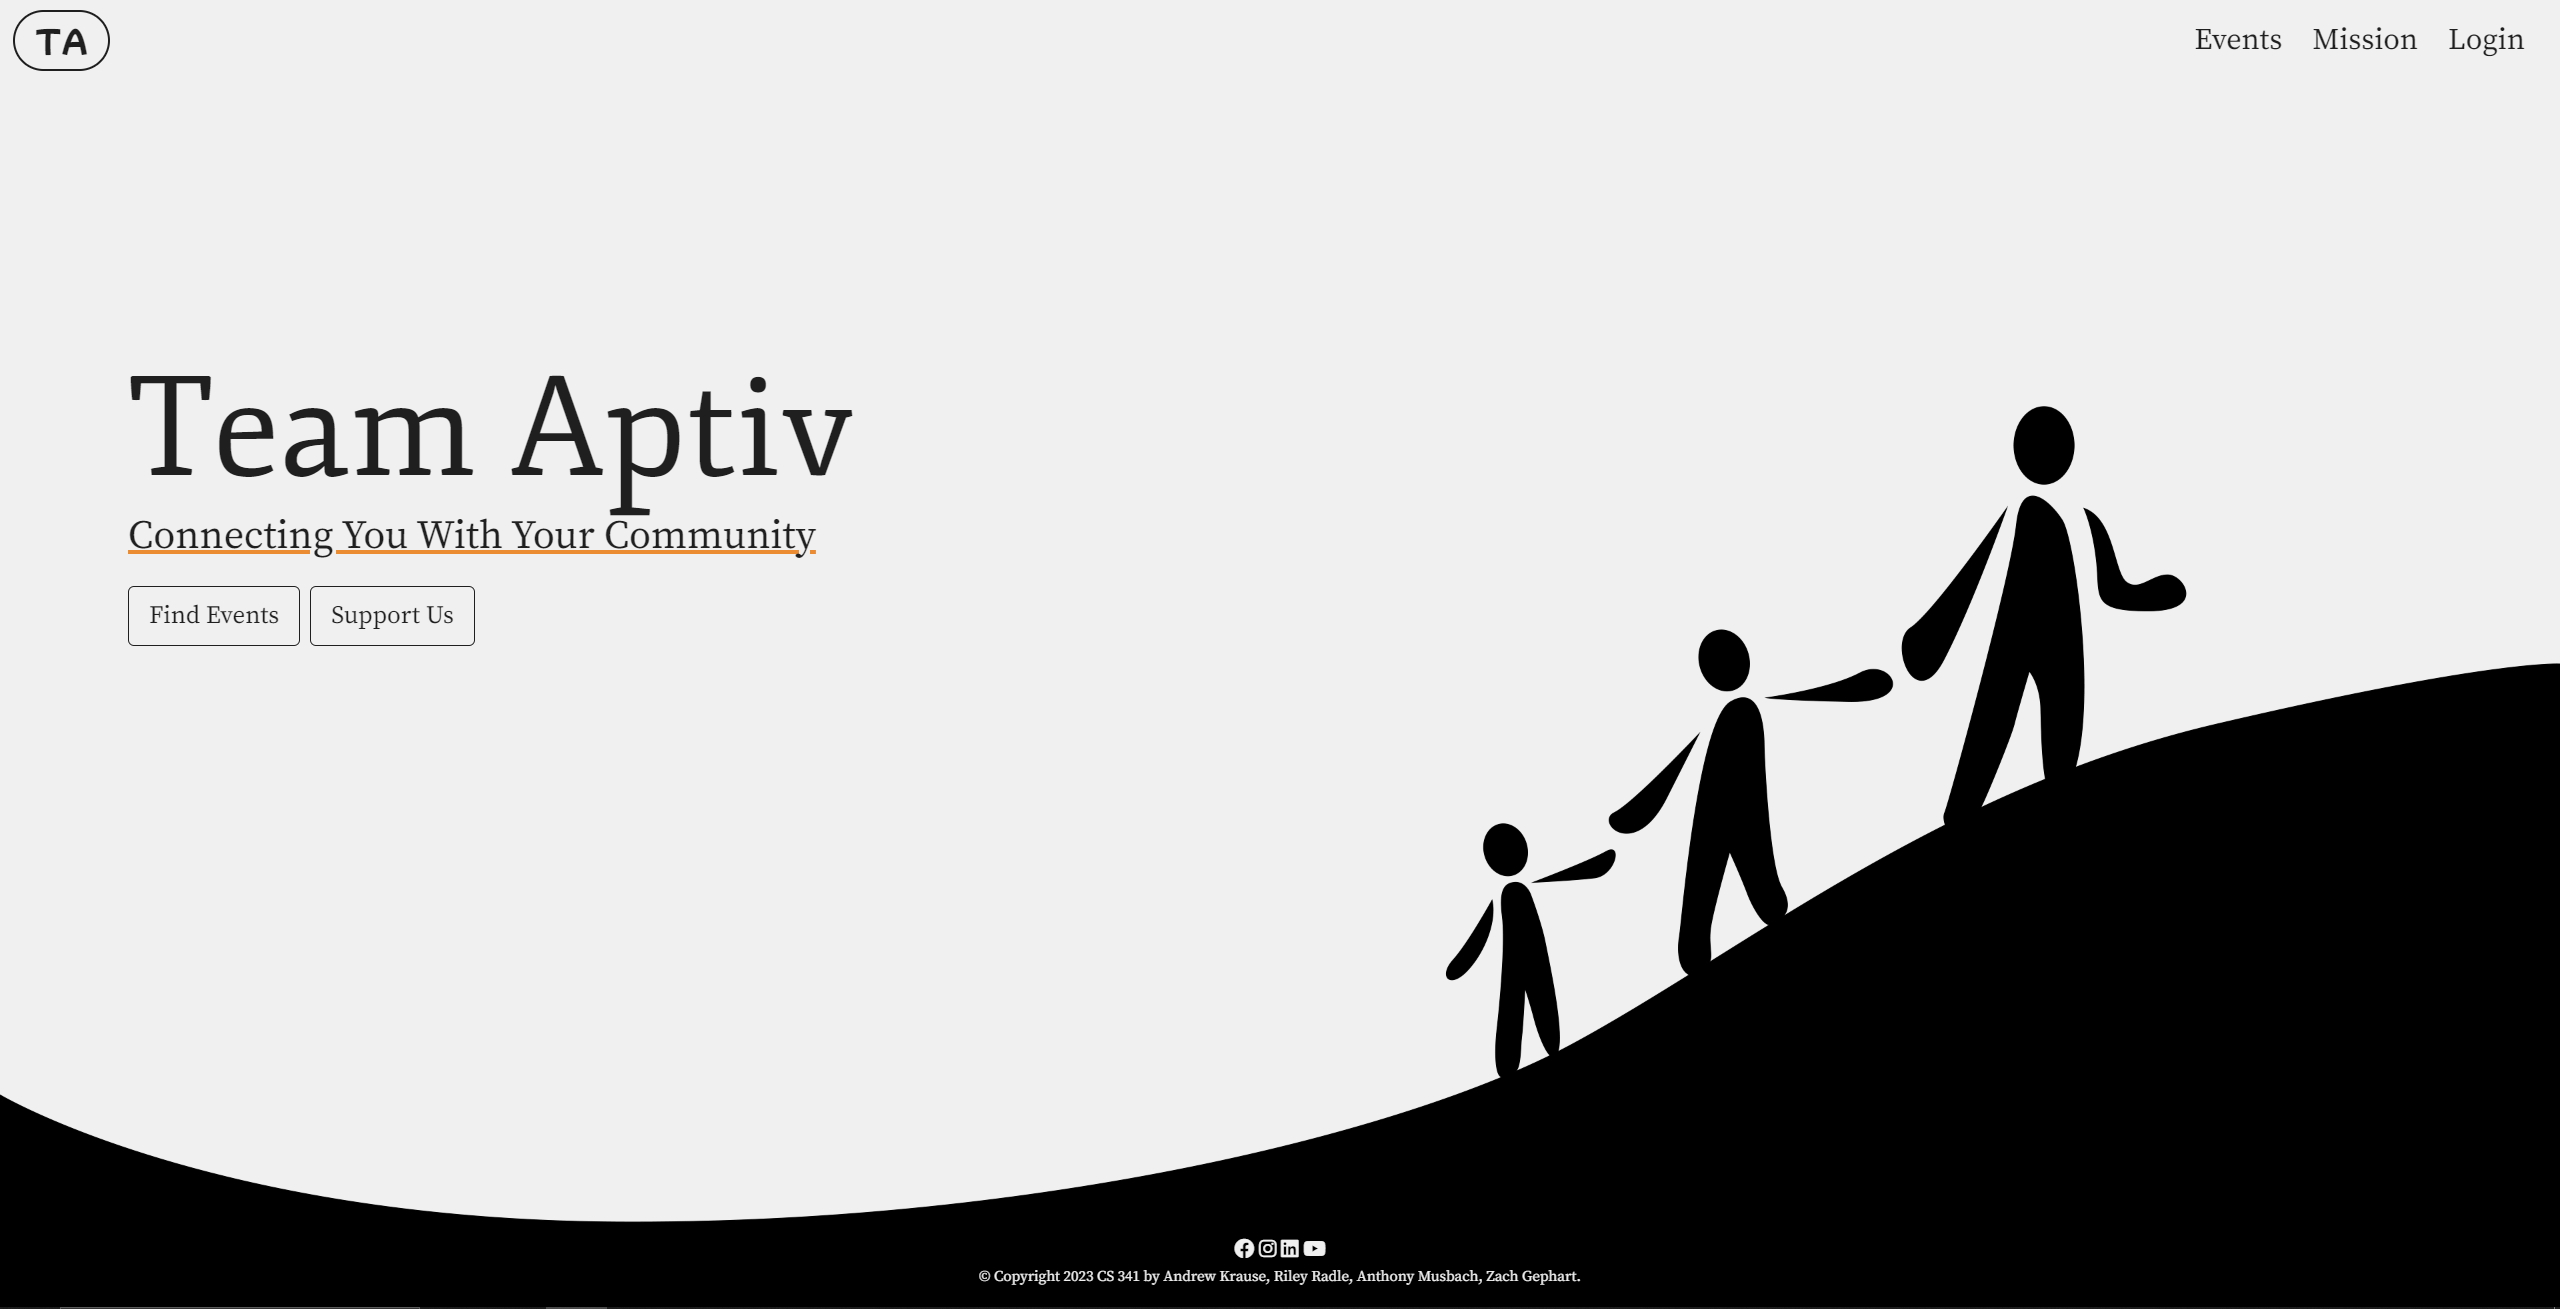 TA
Events Mission Login
Team Aptiv
Connecting You With Your Community
Find Events Support Us
© Copyright 2023 CS 341 by Andrew Krause, Riley Radle, Anthony Musbach, Zach Gephart.